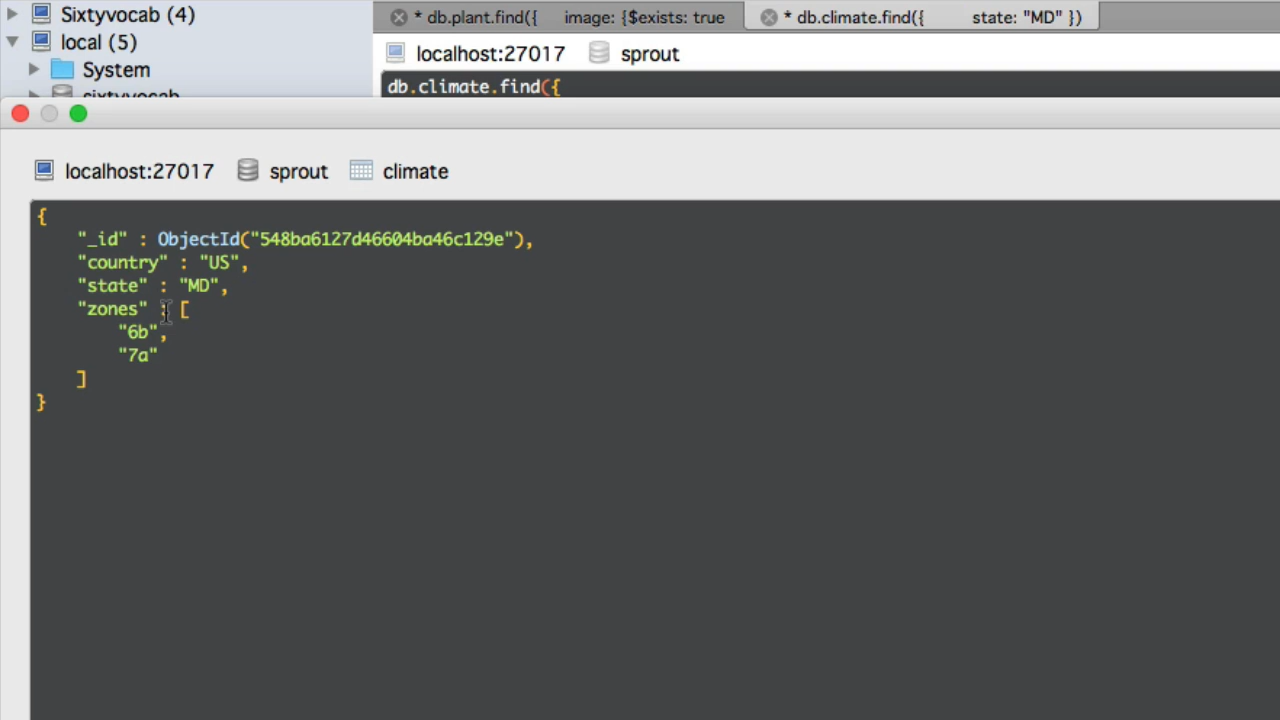 Sixtyvocab (4)
local (5)
System
sixtyvocab
* db.plant.find({ image: {$exists: true
* db.climate.find({ state: "MD" })
localhost:27017 sprout
db.climate.find({
localhost:27017 sprout climate
{
"_id" : ObjectId("548ba6127d46604ba46c129e"),
"country" : "US",
"state" : "MD",
"zones" : [
"6b",
"7a"
]
}